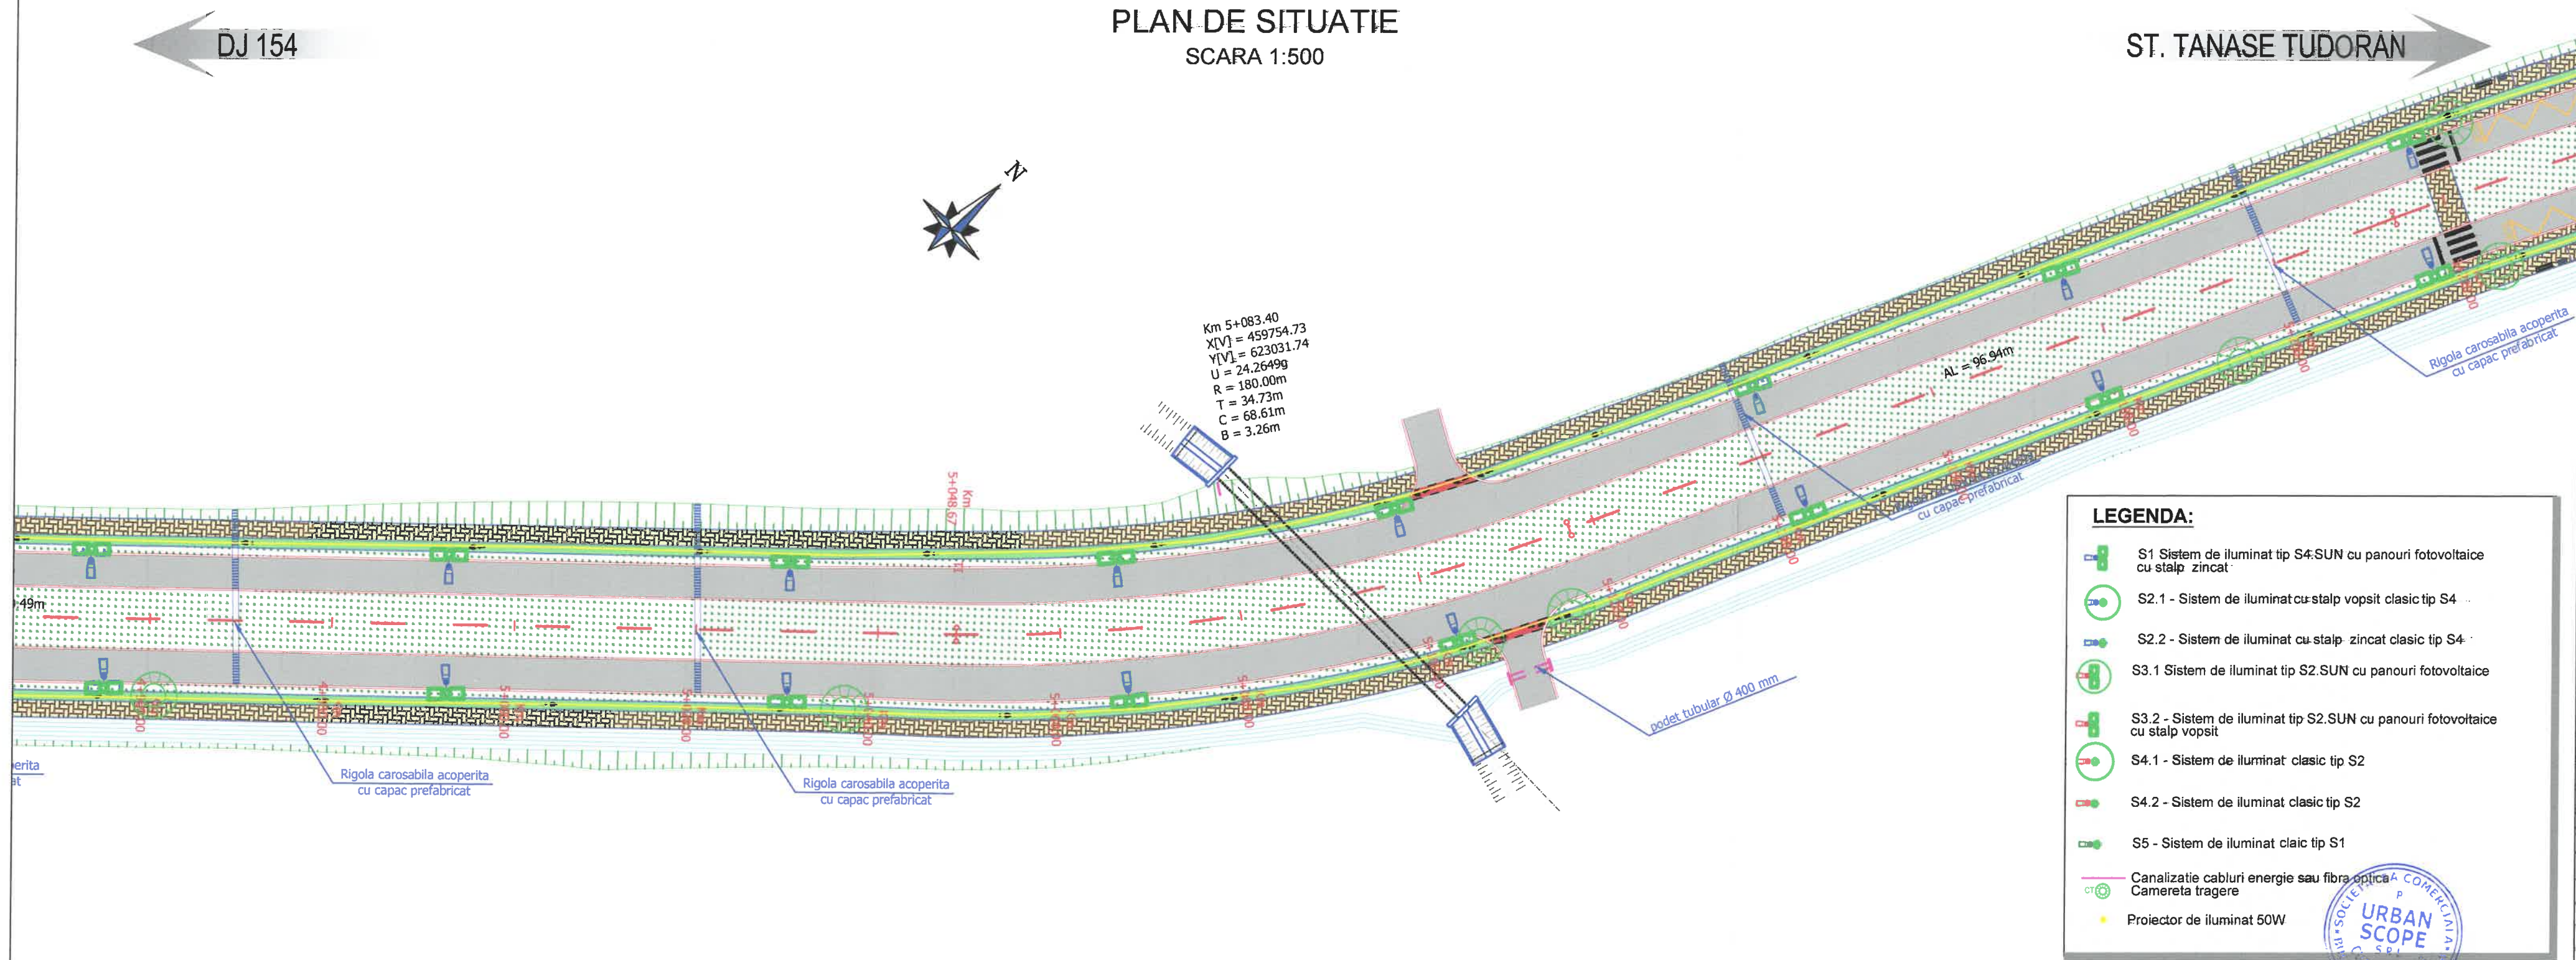 PLAN DE SITUATIE
SCARA 1:500
DJ 154
ST. TANASE TUDORAN
N
Km 5+083.40
X[V] = 459754.73
Y[V] = 623031.74
U = 24.2649g
R = 180.00m
T = 34.73m
C = 68.61m
B = 3.26m
Km
5+048.67
TI
AL = 96.94m
Rigola carosabila acoperita
cu capac prefabricat
cu capac prefabricat
podet tubular Ø 400 mm
.49m
erita
at
Rigola carosabila acoperita
cu capac prefabricat
Rigola carosabila acoperita
cu capac prefabricat
LEGENDA:
S1 Sistem de iluminat tip S4.SUN cu panouri fotovoltaice
cu stalp zincat
S2.1 - Sistem de iluminat cu stalp vopsit clasic tip S4
S2.2 - Sistem de iluminat cu stalp zincat clasic tip S4
S3.1 Sistem de iluminat tip S2.SUN cu panouri fotovoltaice
S3.2 - Sistem de iluminat tip S2.SUN cu panouri fotovoltaice
cu stalp vopsit
S4.1 - Sistem de iluminat clasic tip S2
S4.2 - Sistem de iluminat clasic tip S2
S5 - Sistem de iluminat claic tip S1
Canalizatie cabluri energie sau fibra optica
CT Camereta tragere
Proiector de iluminat 50W
SOCIETATEA COMERCIALA
P
URBAN
SCOPE
S.R.L.